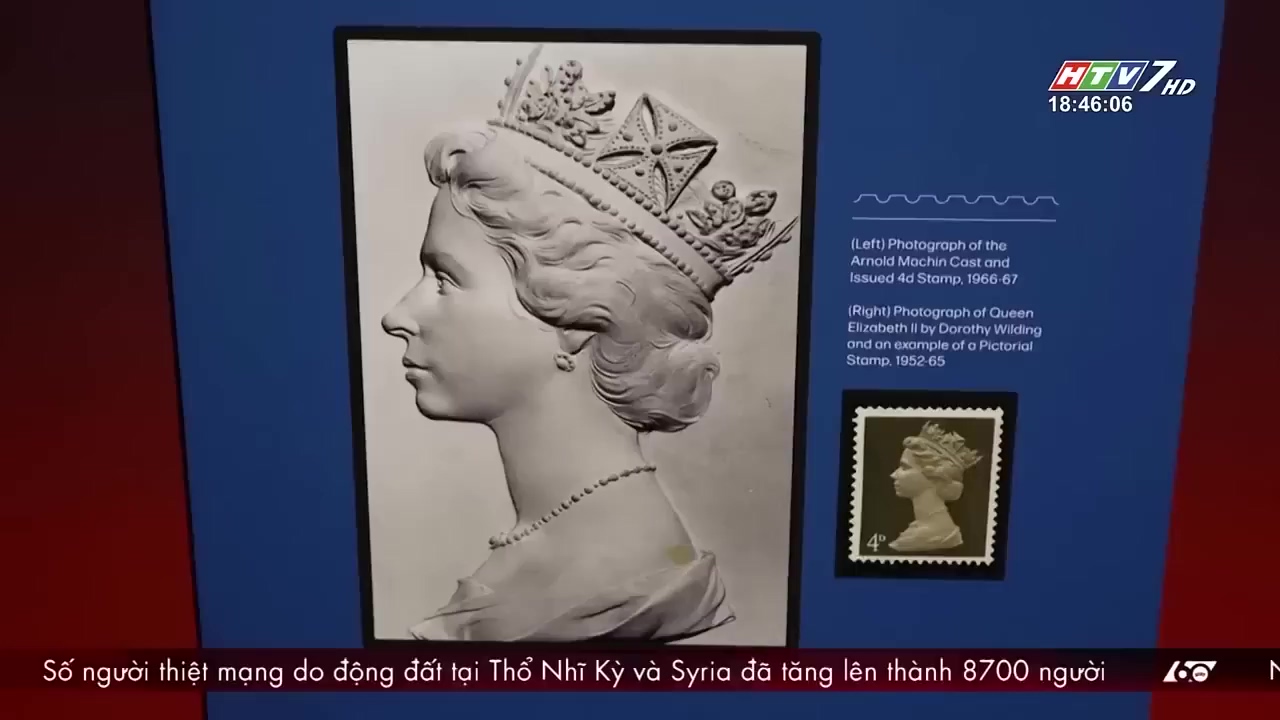 HTV7 HD
18:46:06
(Left) Photograph of the
Arnold Machin Cast and
Issued 4d Stamp, 1966-67
(Right) Photograph of Queen
Elizabeth II by Dorothy Wilding
and an example of a Pictorial
Stamp, 1952-65
4D
Số người thiệt mạng do động đất tại Thổ Nhĩ Kỳ và Syria đã tăng lên thành 8700 người
60
N